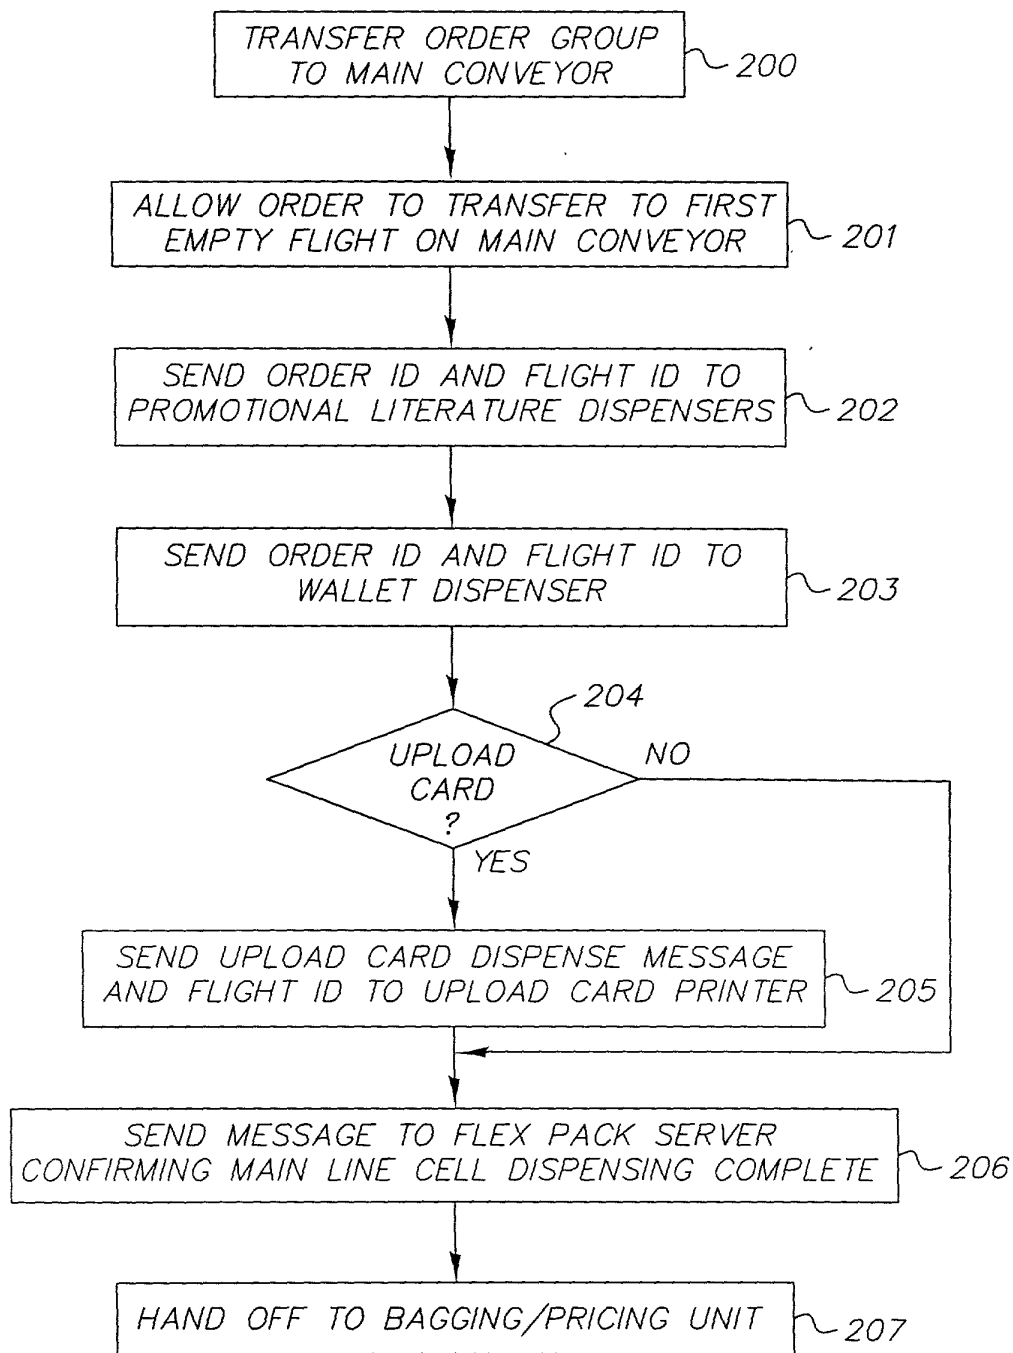 TRANSFER ORDER GROUP
TO MAIN CONVEYOR
200
ALLOW ORDER TO TRANSFER TO FIRST
EMPTY FLIGHT ON MAIN CONVEYOR
201
SEND ORDER ID AND FLIGHT ID TO
PROMOTIONAL LITERATURE DISPENSERS
202
SEND ORDER ID AND FLIGHT ID TO
WALLET DISPENSER
203
204
UPLOAD
CARD
?
NO
YES
SEND UPLOAD CARD DISPENSE MESSAGE
AND FLIGHT ID TO UPLOAD CARD PRINTER
205
SEND MESSAGE TO FLEX PACK SERVER
CONFIRMING MAIN LINE CELL DISPENSING COMPLETE
206
HAND OFF TO BAGGING/PRICING UNIT
207